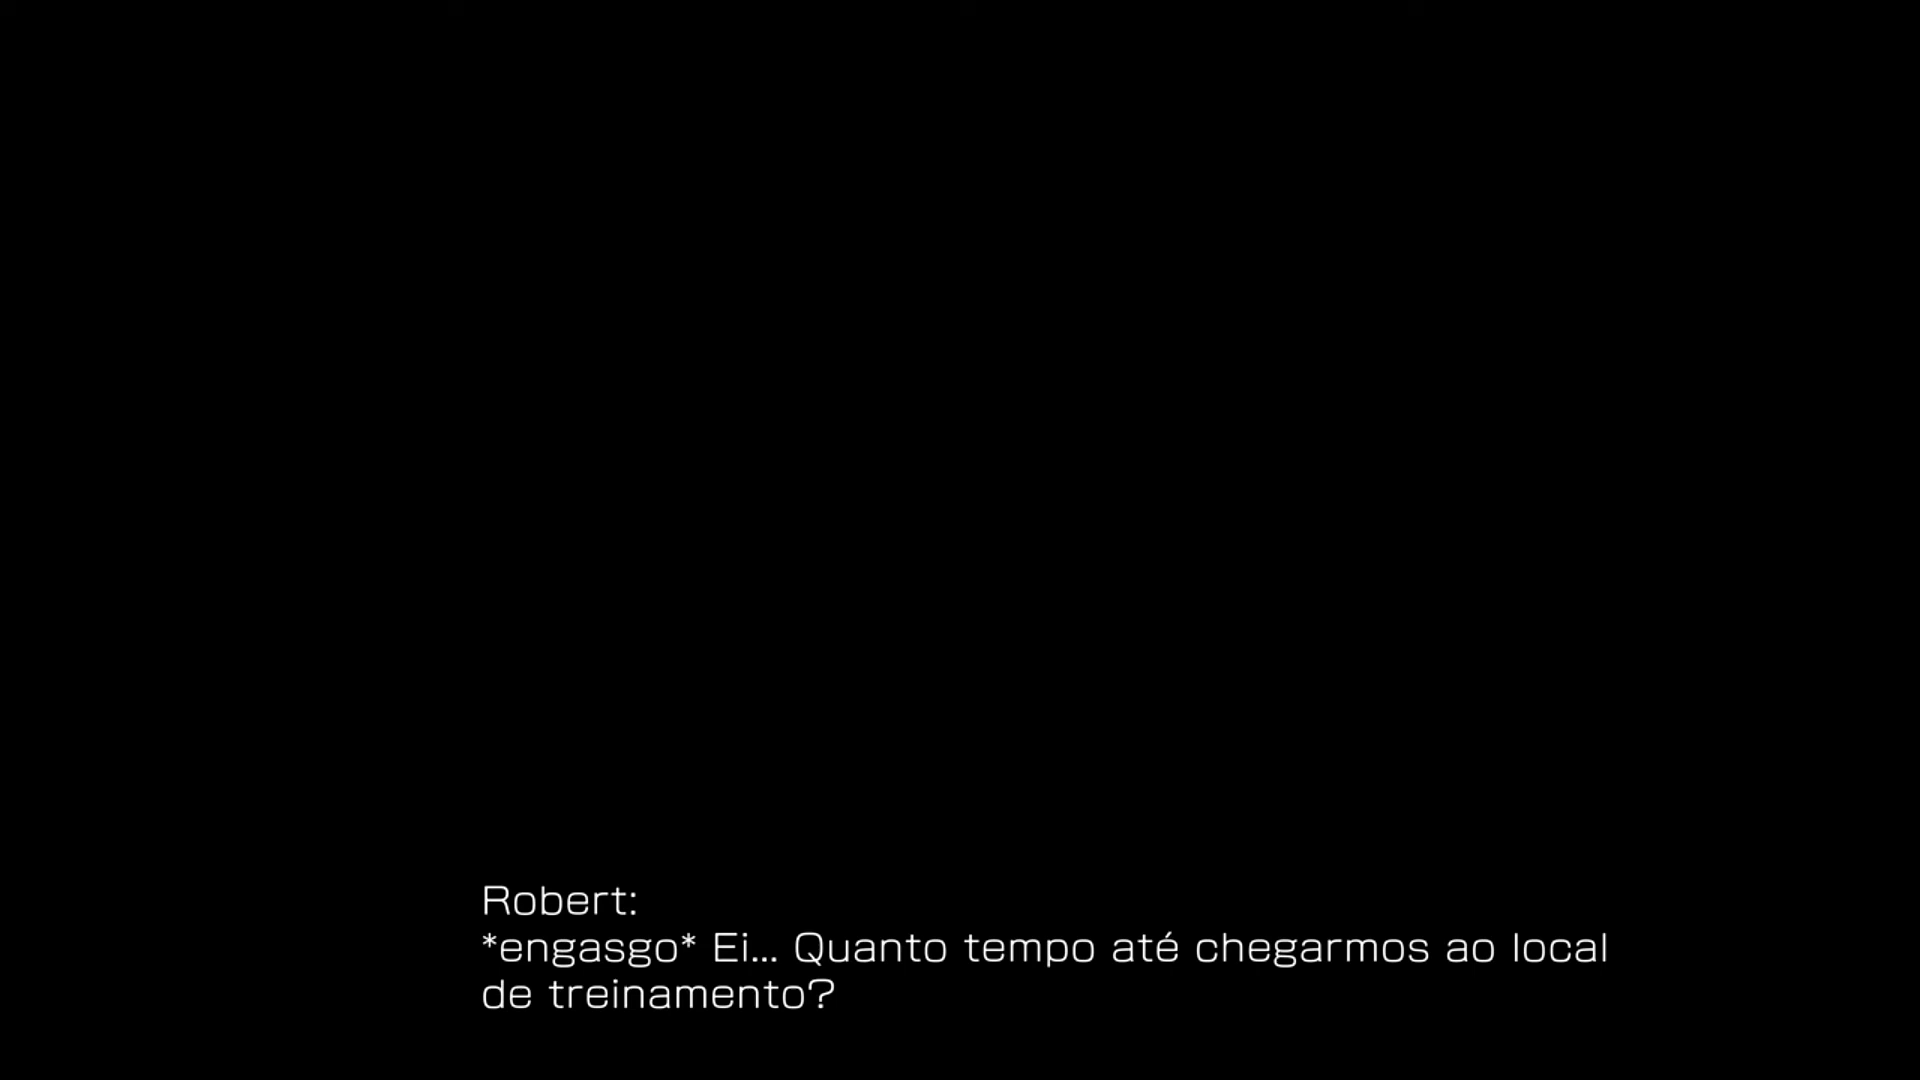 Robert:
*engasgo* Ei... Quanto tempo até chegarmos ao local
de treinamento?